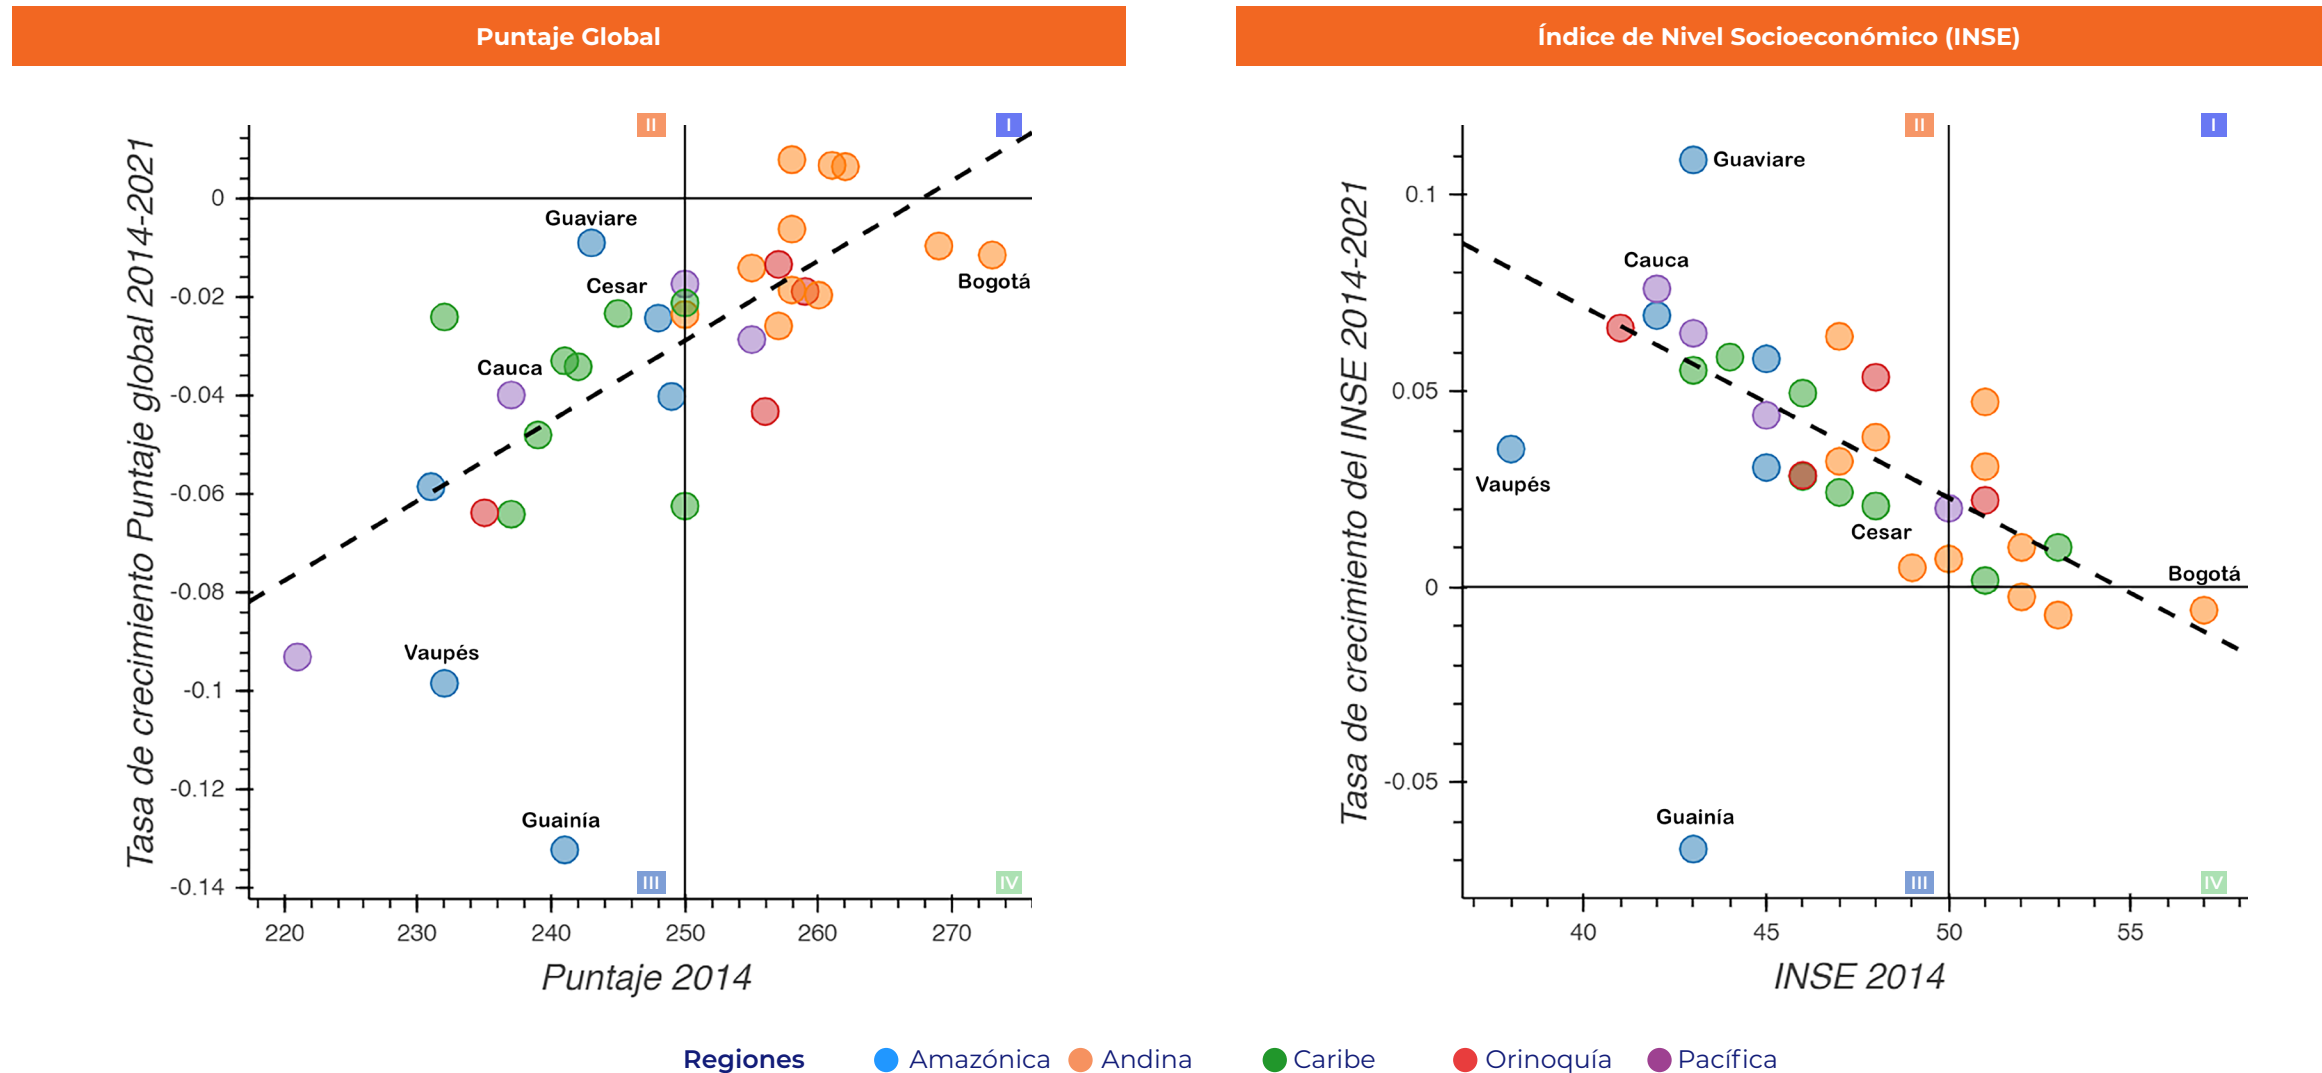 Puntaje Global
Tasa de crecimiento Puntaje global 2014-2021
II
I
0
-0.02
-0.04
-0.06
-0.08
-0.1
-0.12
-0.14
Guaviare
Cesar
Bogotá
Cauca
Vaupés
Guainía
III
IV
220 230 240 250 260 270
Puntaje 2014
Índice de Nivel Socioeconómico (INSE)
Tasa de crecimiento del INSE 2014-2021
II
I
0.1
0.05
0
-0.05
Guaviare
Cauca
Vaupés
Cesar
Bogotá
Guainía
III
IV
40 45 50 55
INSE 2014
Regiones Amazónica Andina Caribe Orinoquía Pacífica